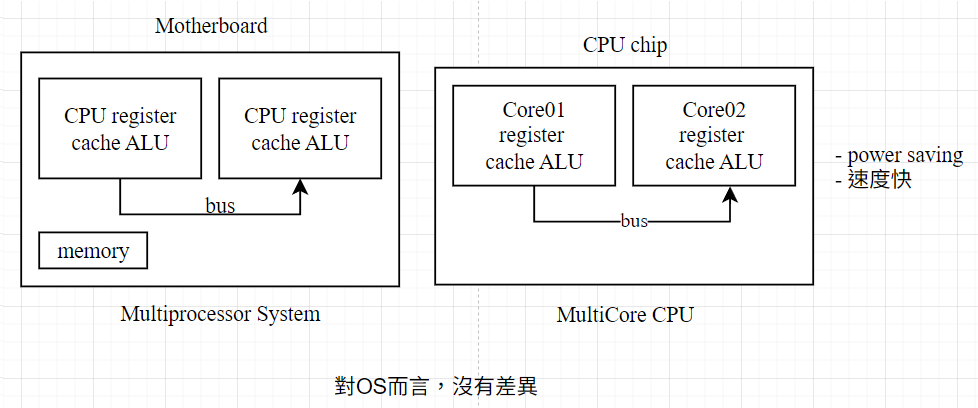 Motherboard
CPU register
cache ALU
CPU register
cache ALU
bus
memory
Multiprocessor System
CPU chip
Core01
register
cache ALU
Core02
register
cache ALU
bus
MultiCore CPU
- power saving
- 速度快
對OS而言，沒有差異